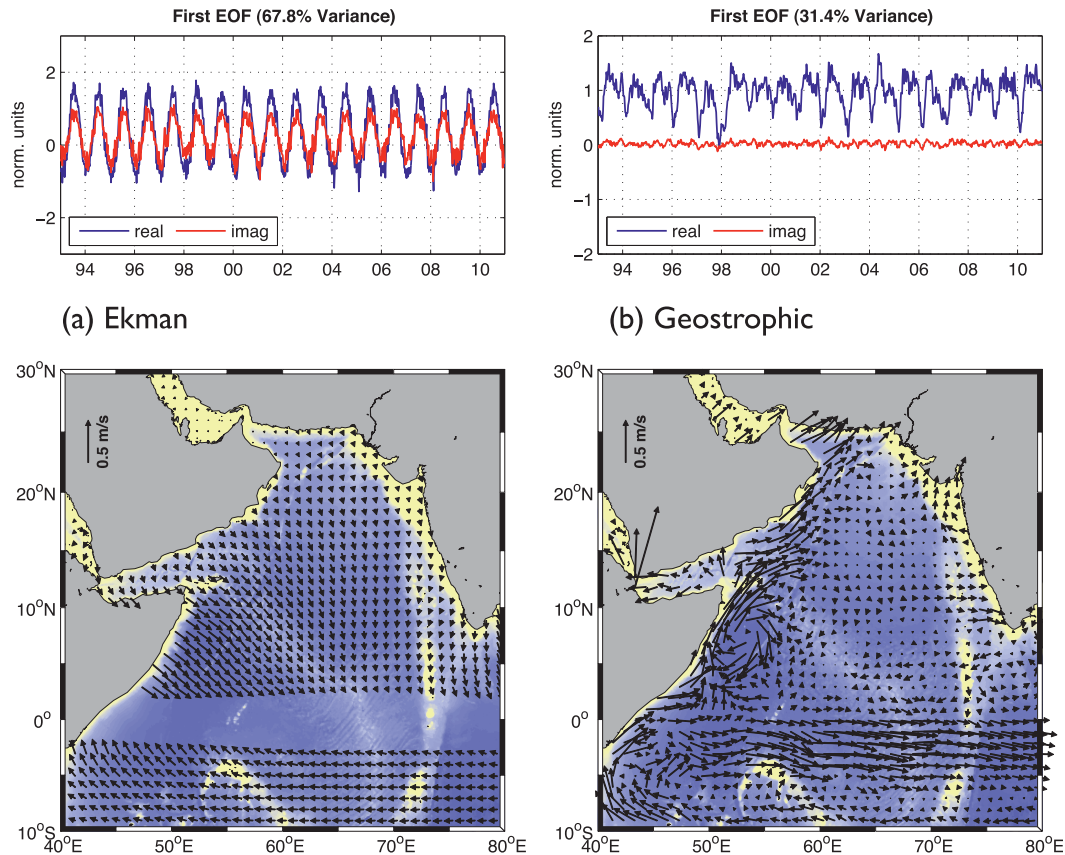 First EOF (67.8% Variance)
norm. units
2
0
−2
real imag
94 96 98 00 02 04 06 08 10
(a) Ekman
First EOF (31.4% Variance)
norm. units
2
1
0
−1
−2
real imag
94 96 98 00 02 04 06 08 10
(b) Geostrophic
30°N
20°N
10°N
0°
10°S
0.5 m/s
40°E 50°E 60°E 70°E 80°E
30°N
20°N
10°N
0°
10°S
0.5 m/s
40°E 50°E 60°E 70°E 80°E